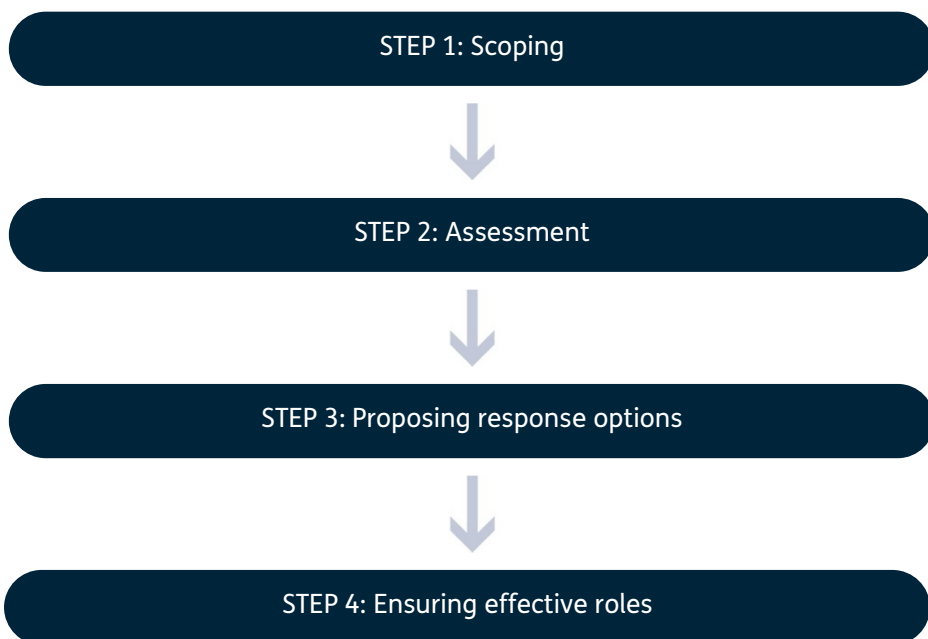 STEP 1: Scoping
STEP 2: Assessment
STEP 3: Proposing response options
STEP 4: Ensuring effective roles